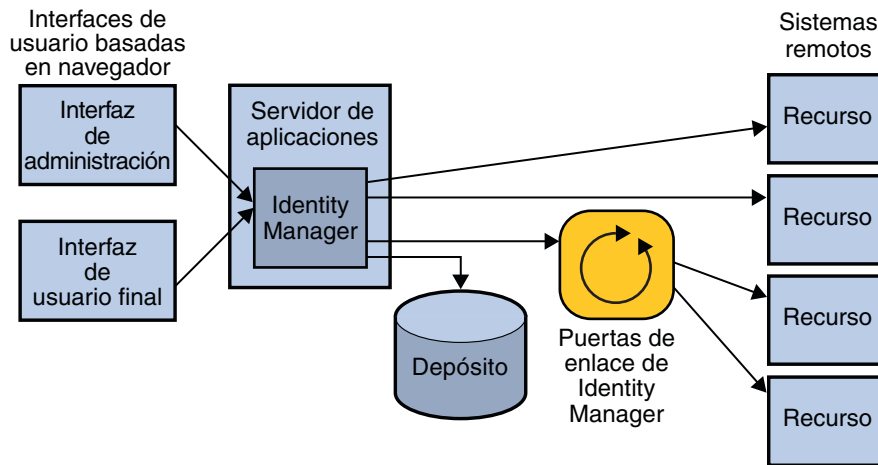 Interfaces de
usuario basadas
en navegador
Interfaz
de
administración
Interfaz
de
usuario final
Servidor de
aplicaciones
Identity
Manager
Depósito
Puertas de
enlace de
Identity
Manager
Sistemas
remotos
Recurso
Recurso
Recurso
Recurso